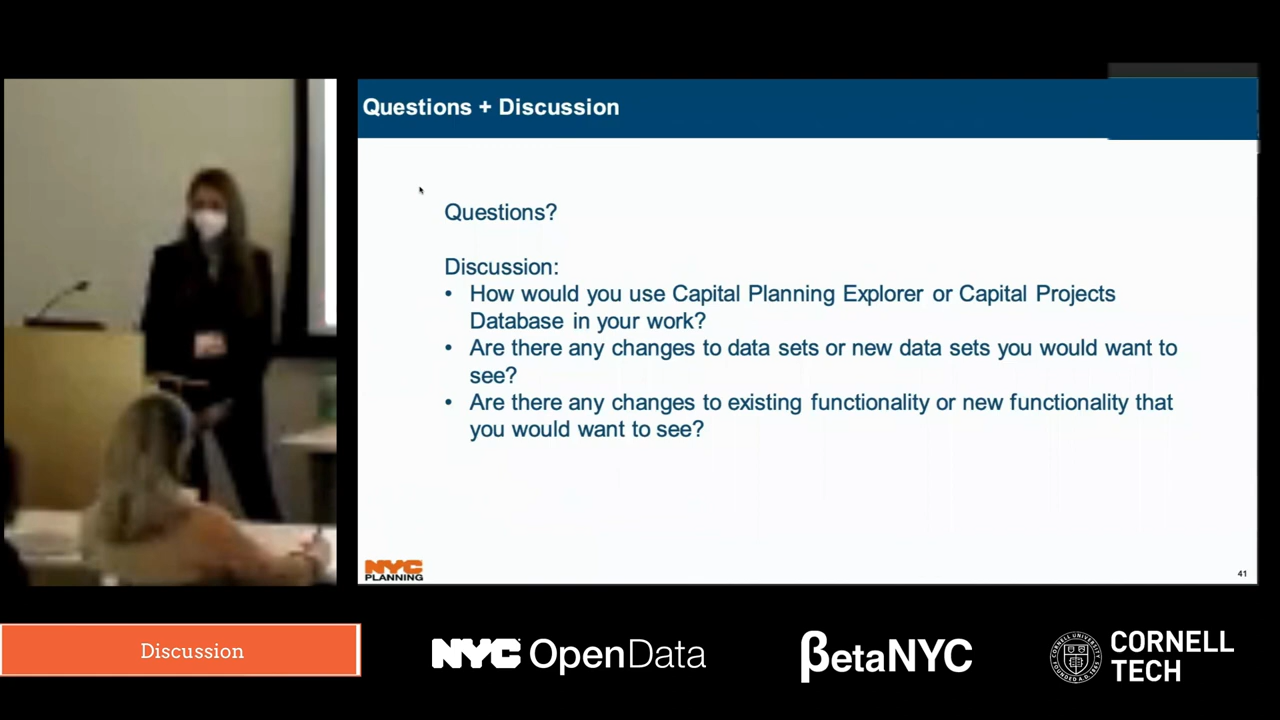 Questions + Discussion
Questions?
Discussion:
• How would you use Capital Planning Explorer or Capital Projects
Database in your work?
• Are there any changes to data sets or new data sets you would want to
see?
• Are there any changes to existing functionality or new functionality that
you would want to see?
NYC
PLANNING
41
Discussion
NYC OpenData
βetaNYC
CORNELL
TECH